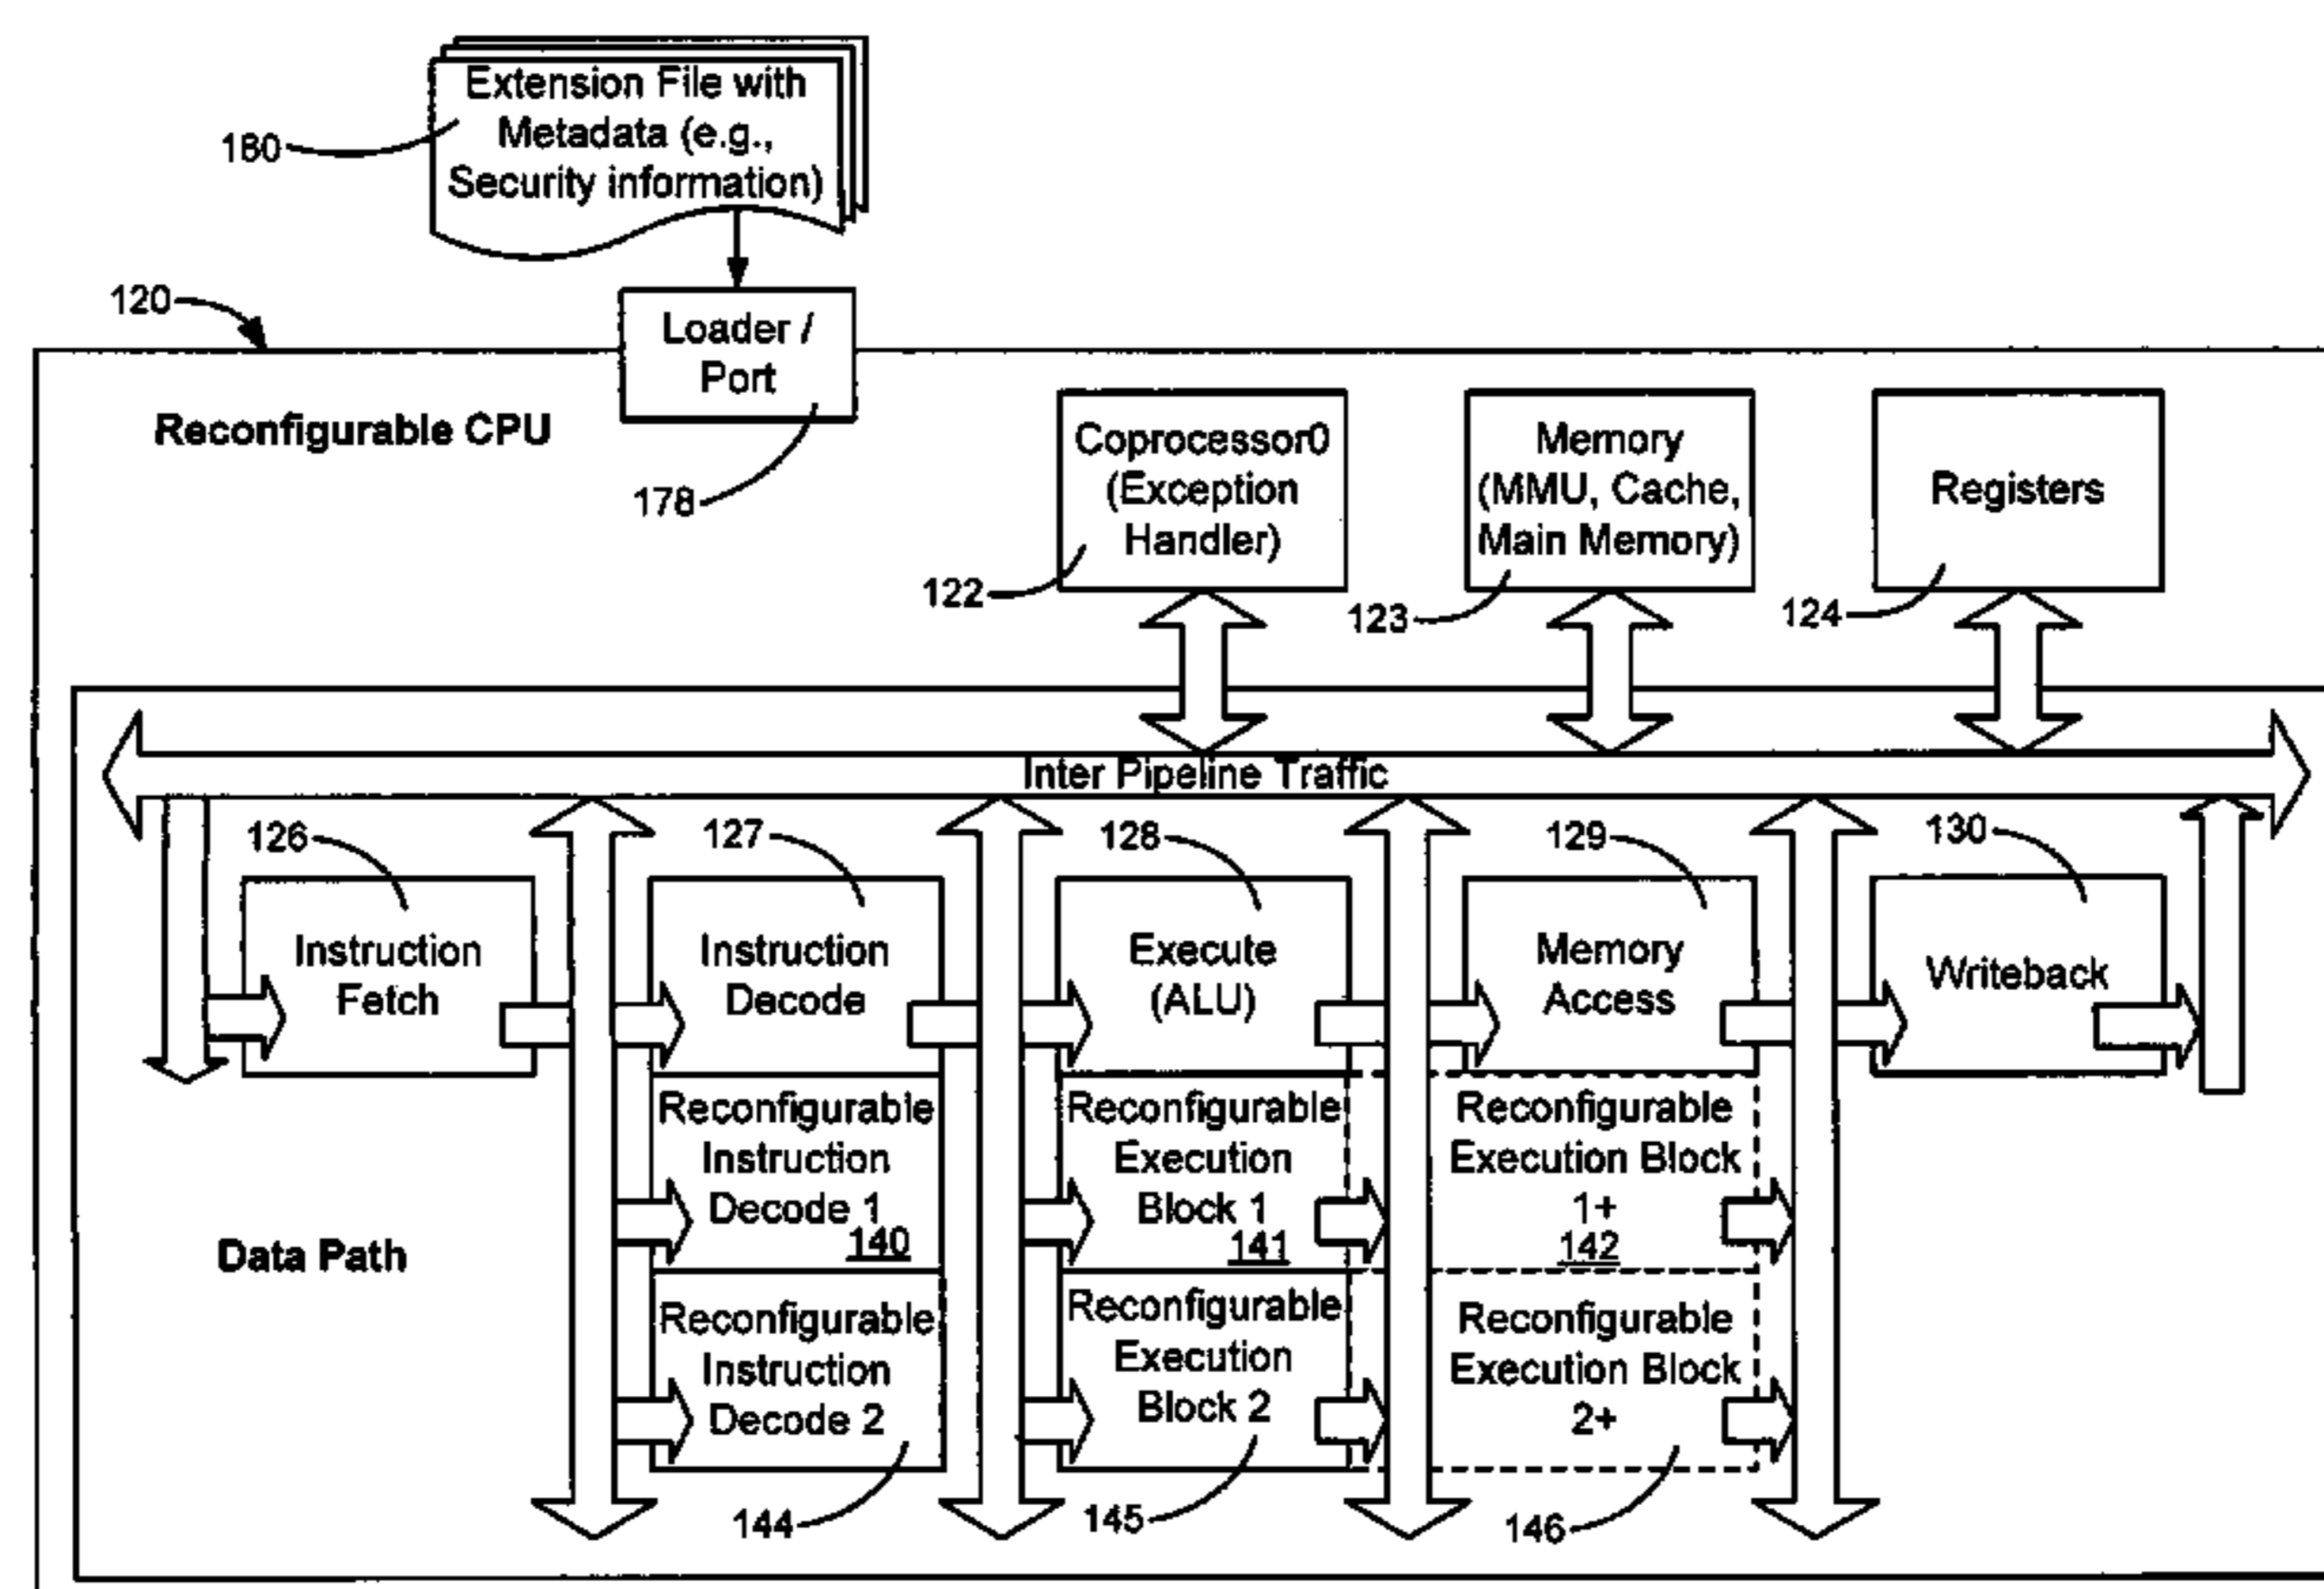 Extension File with
Metadata (e.g.,
Security information)
180
120
Loader /
Port
178
Reconfigurable CPU
Coprocessor0
(Exception
Handler)
122
Memory
(MMU, Cache,
Main Memory)
123
Registers
124
Inter Pipeline Traffic
126
127
128
129
130
Instruction
Fetch
Instruction
Decode
Execute
(ALU)
Memory
Access
Writeback
Reconfigurable
Instruction
Decode 1
140
Reconfigurable
Execution
Block 1
141
Reconfigurable
Execution Block
1+
142
Data Path
Reconfigurable
Instruction
Decode 2
144
Reconfigurable
Execution
Block 2
145
Reconfigurable
Execution Block
2+
146